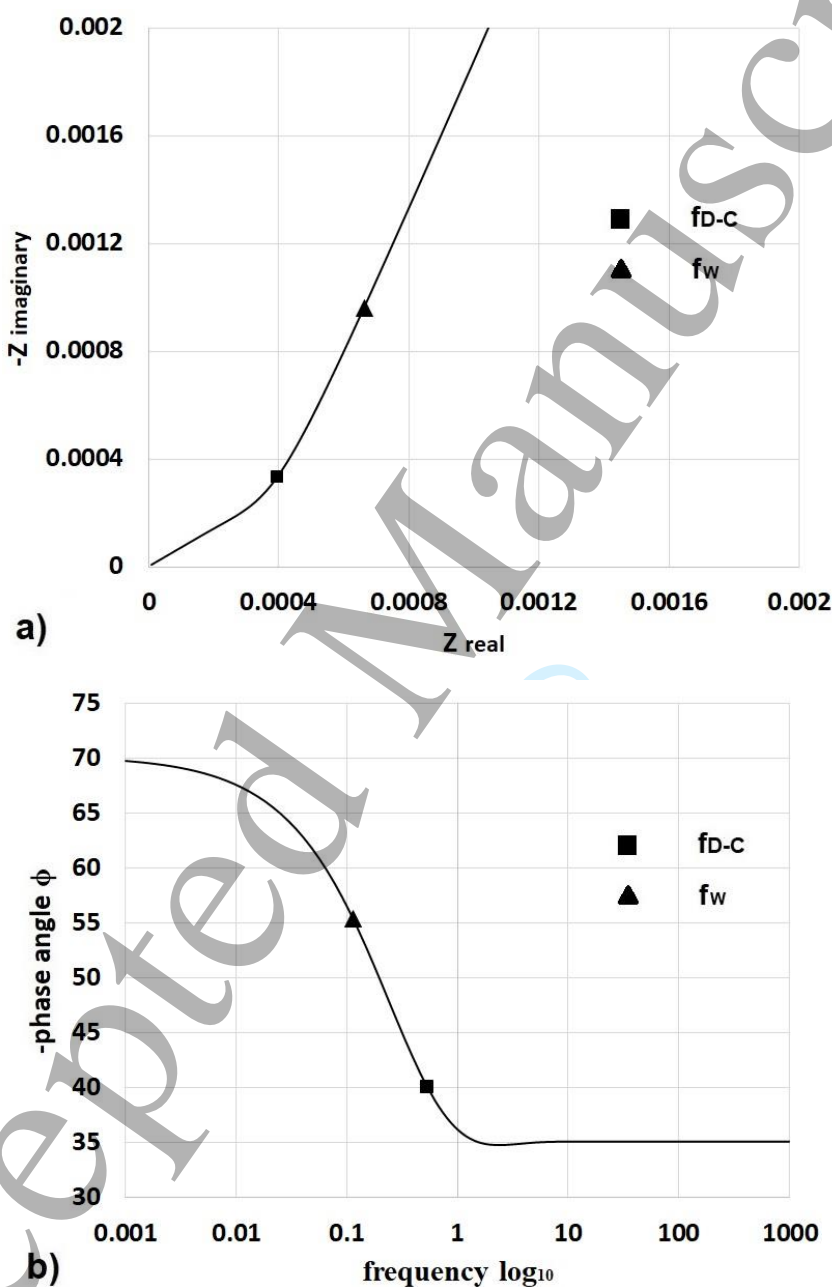 0.002
0.0016
0.0012
0.0008
0.0004
0
-Z imaginary
fD-C
fW
0 0.0004 0.0008 0.0012 0.0016 0.002
Z real
a)
75
70
65
60
55
50
45
40
35
30
-phase angle ϕ
fD-C
fW
0.001 0.01 0.1 1 10 100 1000
frequency log10
b)